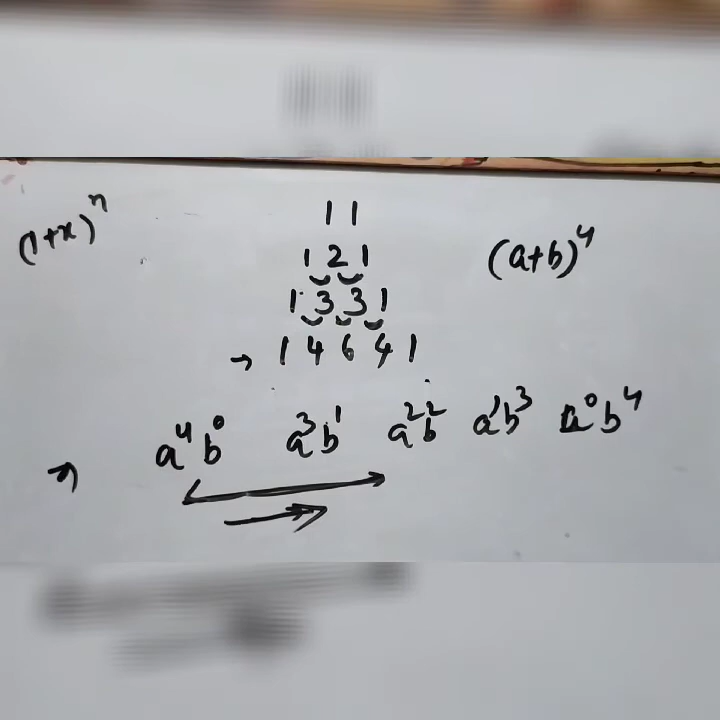 (1+x)^n
1 1
1 2 1
(a+b)^4
1 3 3 1
→ 1 4 6 4 1
a^4 b^0 a^3 b^1 a^2 b^2 a^1 b^3 a^0 b^4